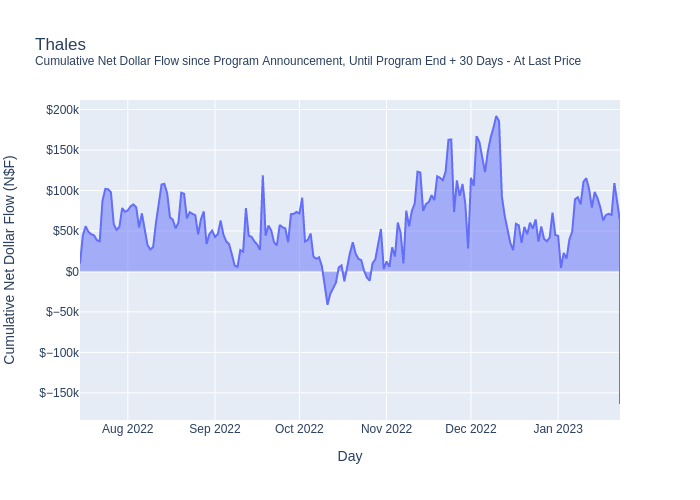 Thales
Cumulative Net Dollar Flow since Program Announcement, Until Program End + 30 Days - At Last Price
Cumulative Net Dollar Flow (N$F)
$200k
$150k
$100k
$50k
$0
$−50k
$−100k
$−150k
Aug 2022
Sep 2022
Oct 2022
Nov 2022
Dec 2022
Jan 2023
Day